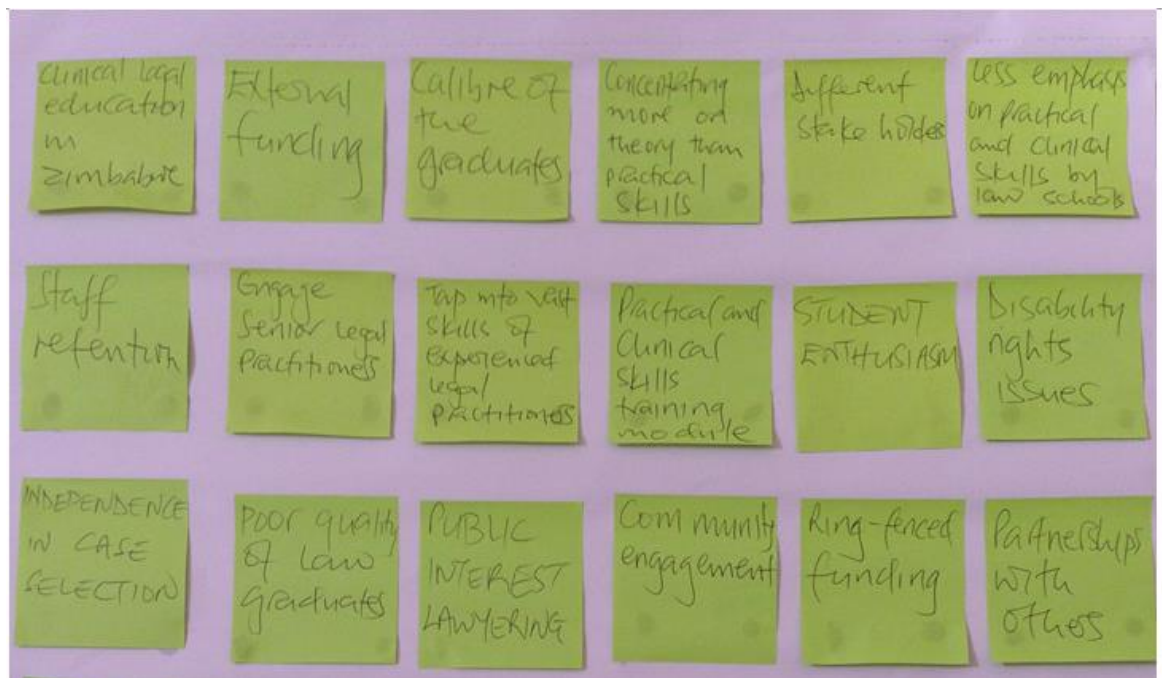 Clinical legal
education
in
Zimbabwe
External
funding
Calibre of
the
graduates
Concentrating
more on
theory than
practical
skills
Different
stake holdes
Less emphasis
on practical
and clinical
skills by
law schools
Staff
retention
Engage
Senior legal
Practitioners
Tap into vast
skills of
experienced
legal
practitioners
Practical and
Clinical
skills
training
module
STUDENT
ENTHUSIASM
Disability
rights
issues
INDEPENDENCE
IN CASE
SELECTION
Poor quality
of law
graduates
PUBLIC
INTEREST
LAWYERING
Community
engagement
Ring-fenced
funding
Partnerships
with
others